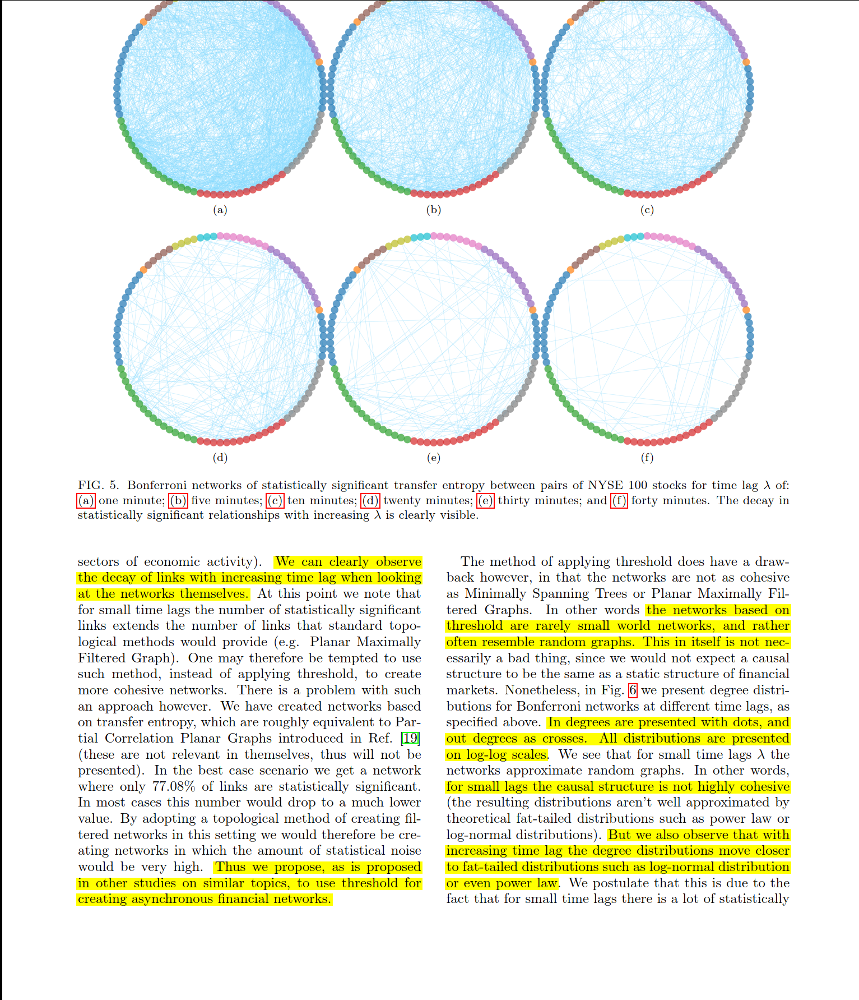 (a)
(b)
(c)
(d)
(e)
(f)
FIG. 5. Bonferroni networks of statistically significant transfer entropy between pairs of NYSE 100 stocks for time lag λ of:
(a) one minute; (b) five minutes; (c) ten minutes; (d) twenty minutes; (e) thirty minutes; and (f) forty minutes. The decay in
statistically significant relationships with increasing λ is clearly visible.
sectors of economic activity). We can clearly observe
the decay of links with increasing time lag when looking
at the networks themselves. At this point we note that
for small time lags the number of statistically significant
links extends the number of links that standard topo-
logical methods would provide (e.g. Planar Maximally
Filtered Graph). One may therefore be tempted to use
such method, instead of applying threshold, to create
more cohesive networks. There is a problem with such
an approach however. We have created networks based
on transfer entropy, which are roughly equivalent to Par-
tial Correlation Planar Graphs introduced in Ref. [19]
(these are not relevant in themselves, thus will not be
presented). In the best case scenario we get a network
where only 77.08% of links are statistically significant.
In most cases this number would drop to a much lower
value. By adopting a topological method of creating fil-
tered networks in this setting we would therefore be cre-
ating networks in which the amount of statistical noise
would be very high. Thus we propose, as is proposed
in other studies on similar topics, to use threshold for
creating asynchronous financial networks.
The method of applying threshold does have a draw-
back however, in that the networks are not as cohesive
as Minimally Spanning Trees or Planar Maximally Fil-
tered Graphs. In other words the networks based on
threshold are rarely small world networks, and rather
often resemble random graphs. This in itself is not nec-
essarily a bad thing, since we would not expect a causal
structure to be the same as a static structure of financial
markets. Nonetheless, in Fig. 6 we present degree distri-
butions for Bonferroni networks at different time lags, as
specified above. In degrees are presented with dots, and
out degrees as crosses. All distributions are presented
on log-log scales. We see that for small time lags λ the
networks approximate random graphs. In other words,
for small lags the causal structure is not highly cohesive
(the resulting distributions aren't well approximated by
theoretical fat-tailed distributions such as power law or
log-normal distributions). But we also observe that with
increasing time lag the degree distributions move closer
to fat-tailed distributions such as log-normal distribution
or even power law. We postulate that this is due to the
fact that for small time lags there is a lot of statistically